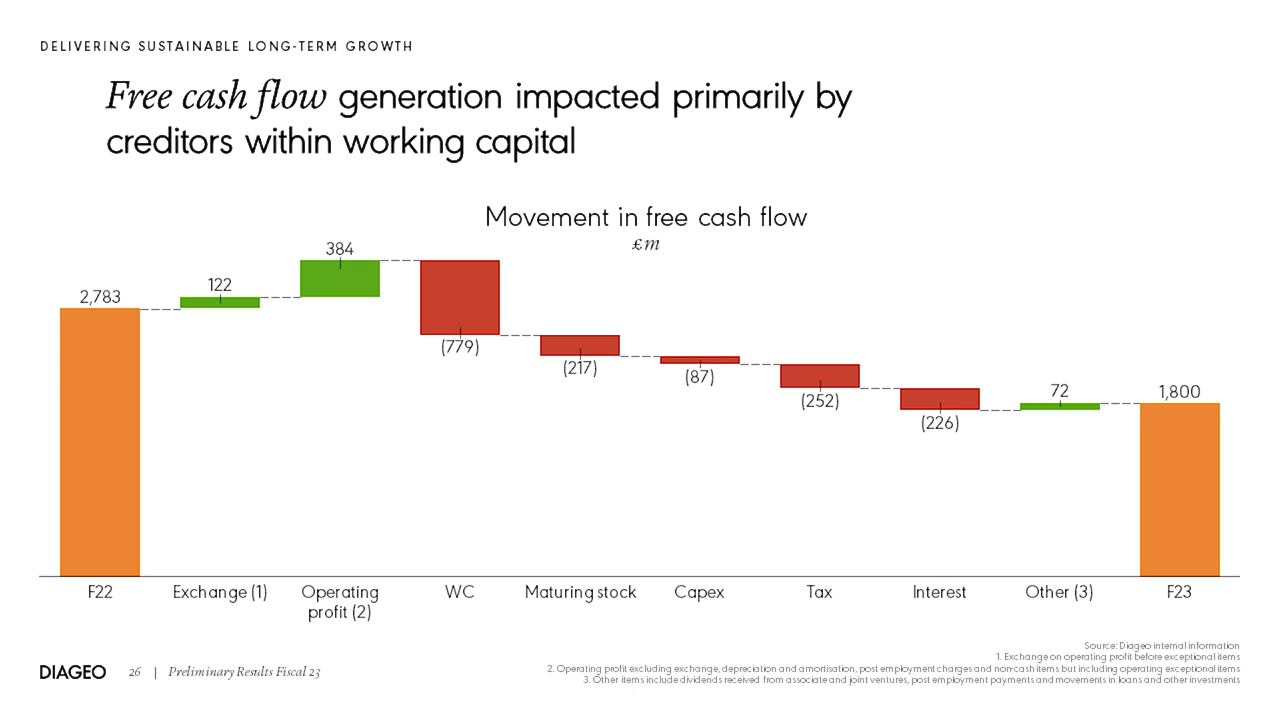 DELIVERING SUSTAINABLE LONG-TERM GROWTH
Free cash flow generation impacted primarily by
creditors within working capital
Movement in free cash flow
£m
2,783
122
384
(779)
(217)
(87)
(252)
(226)
72
1,800
F22
Exchange (1)
Operating
profit (2)
WC
Maturing stock
Capex
Tax
Interest
Other (3)
F23
Source: Diageo internal information
1. Exchange on operating profit before exceptional items
2. Operating profit excluding exchange, depreciation and amortisation, post employment charges and non-cash items but including operating exceptional items
3. Other items include dividends received from associate and joint ventures, post employment payments and movements in loans and other investments
DIAGEO 26 | Preliminary Results Fiscal 23